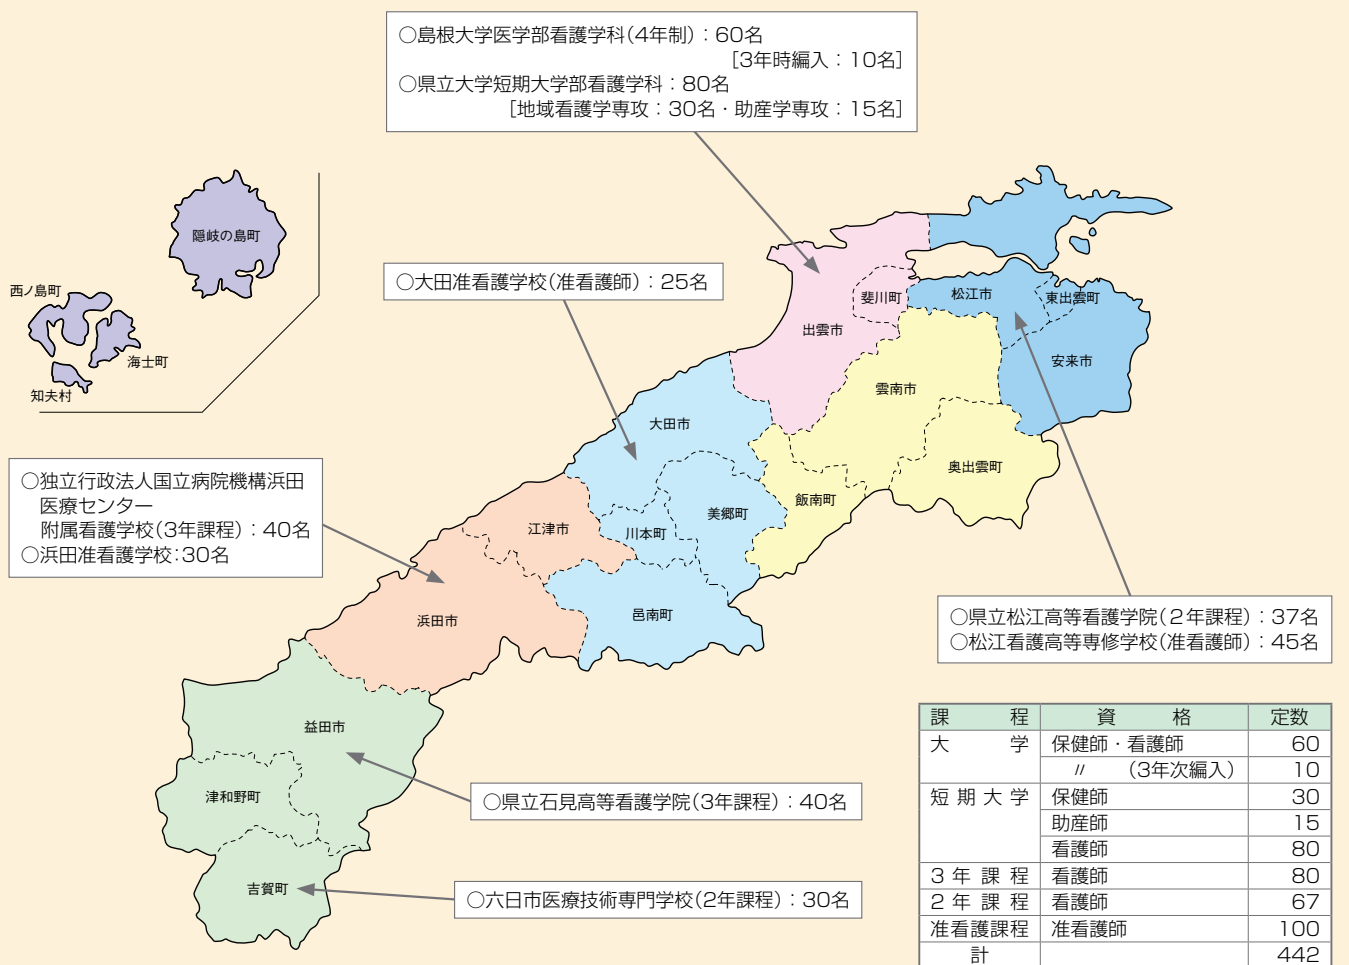 ○島根大学医学部看護学科(4年制)：60名
[3年時編入：10名]
○県立大学短期大学部看護学科：80名
[地域看護学専攻：30名・助産学専攻：15名]
隠岐の島町
西ノ島町
海士町
知夫村
○大田准看護学校(准看護師)：25名
斐川町
松江市
東出雲町
出雲市
安来市
雲南市
大田市
奥出雲町
飯南町
美郷町
川本町
江津市
邑南町
浜田市
○独立行政法人国立病院機構浜田
医療センター
附属看護学校(3年課程)：40名
○浜田准看護学校：30名
○県立松江高等看護学院(2年課程)：37名
○松江看護高等専修学校(准看護師)：45名
益田市
津和野町
吉賀町
○県立石見高等看護学院(3年課程)：40名
○六日市医療技術専門学校(2年課程)：30名
課程 資格 定数
大学 保健師・看護師 60
〃 (3年次編入) 10
短期大学 保健師 30
助産師 15
看護師 80
3年課程 看護師 80
2年課程 看護師 67
准看護課程 准看護師 100
計 442